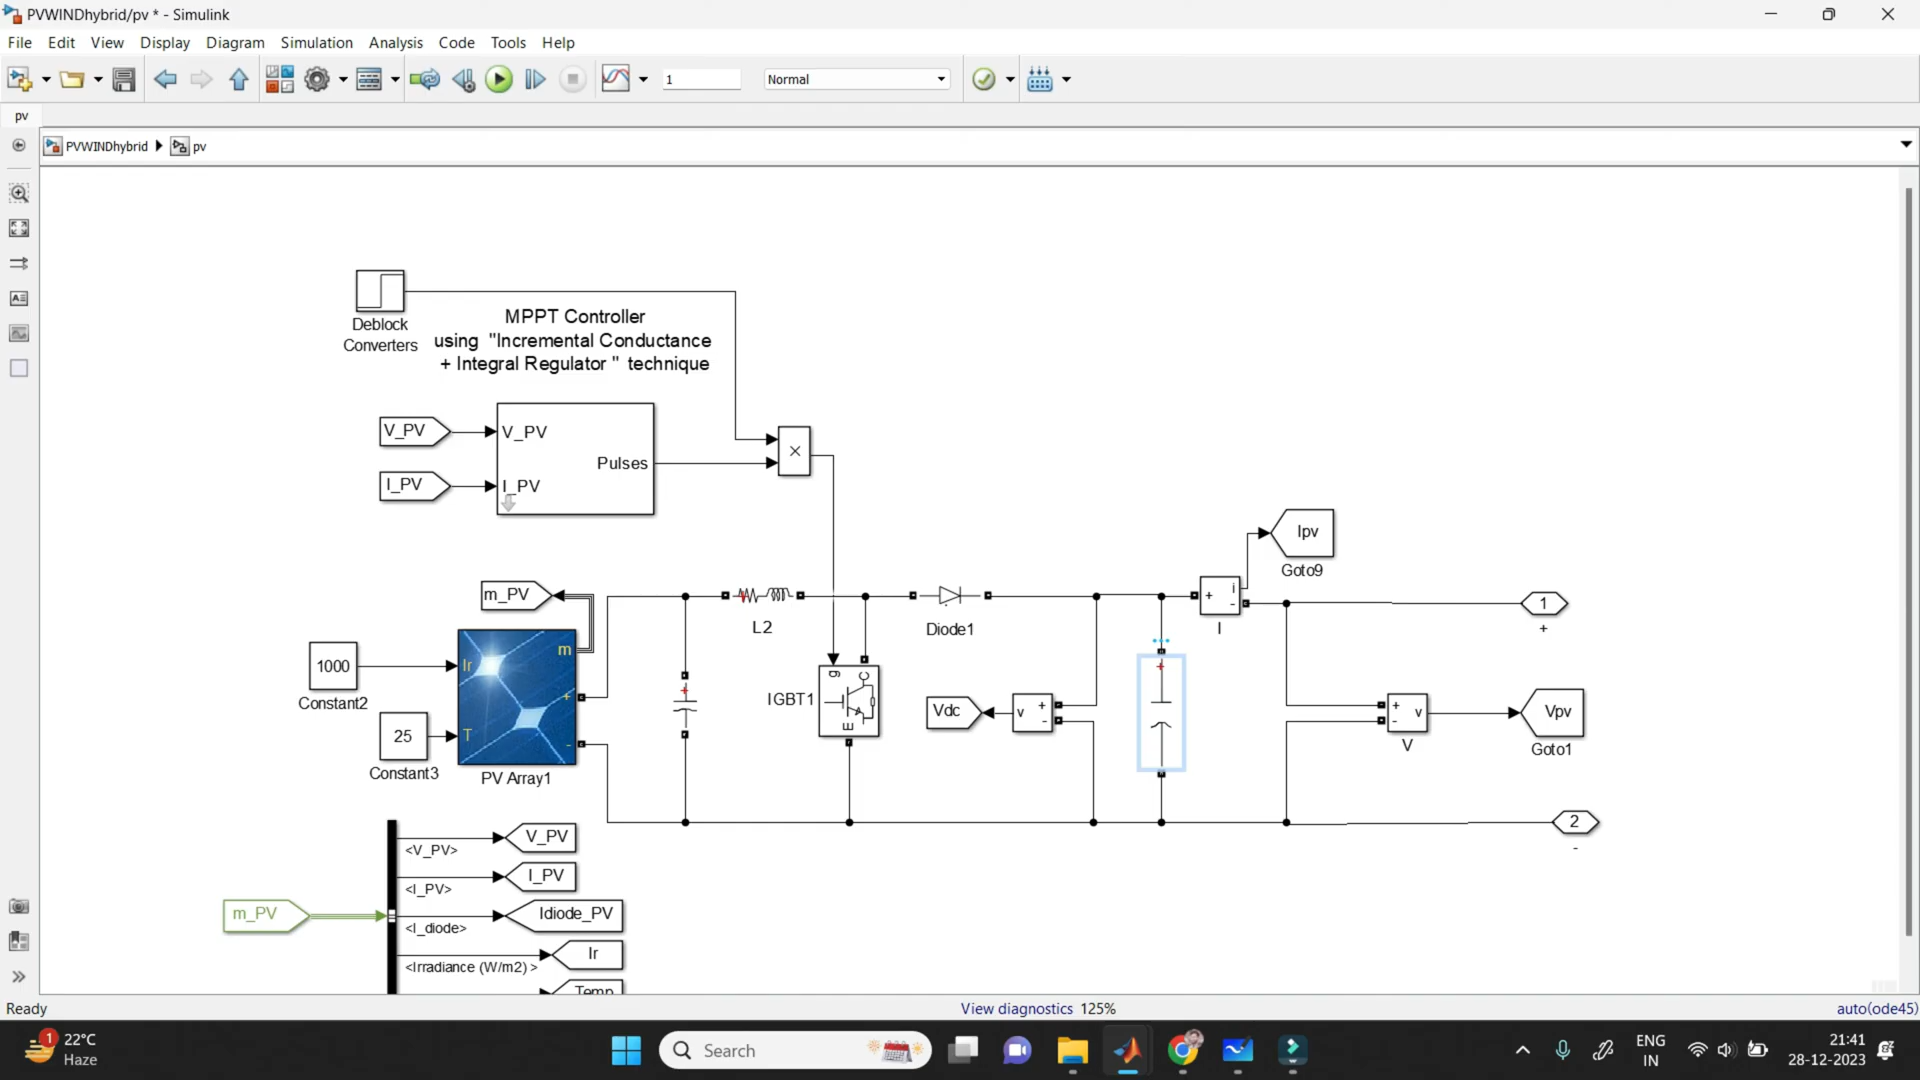 PVWINDhybrid/pv * - Simulink
File Edit View Display Diagram Simulation Analysis Code Tools Help
1 Normal
pv
PVWINDhybrid pv
Deblock
Converters
MPPT Controller
using "Incremental Conductance
+ Integral Regulator " technique
V_PV
I_PV
V_PV
Pulses
I_PV
×
Ipv
Goto9
m_PV
L2
Diode1
+ i -
I
1
+
1000
Constant2
25
Constant3
Ir
T
m
+
-
PV Array1
IGBT1
g C E
Vdc
v + -
+ - v
V
Vpv
Goto1
2
-
m_PV
<V_PV>
V_PV
<I_PV>
I_PV
<I_diode>
Idiode_PV
<Irradiance (W/m2) >
Ir
Temp
Ready
View diagnostics 125%
auto(ode45)
1
22°C
Haze
Search
ENG
IN
21:41
28-12-2023